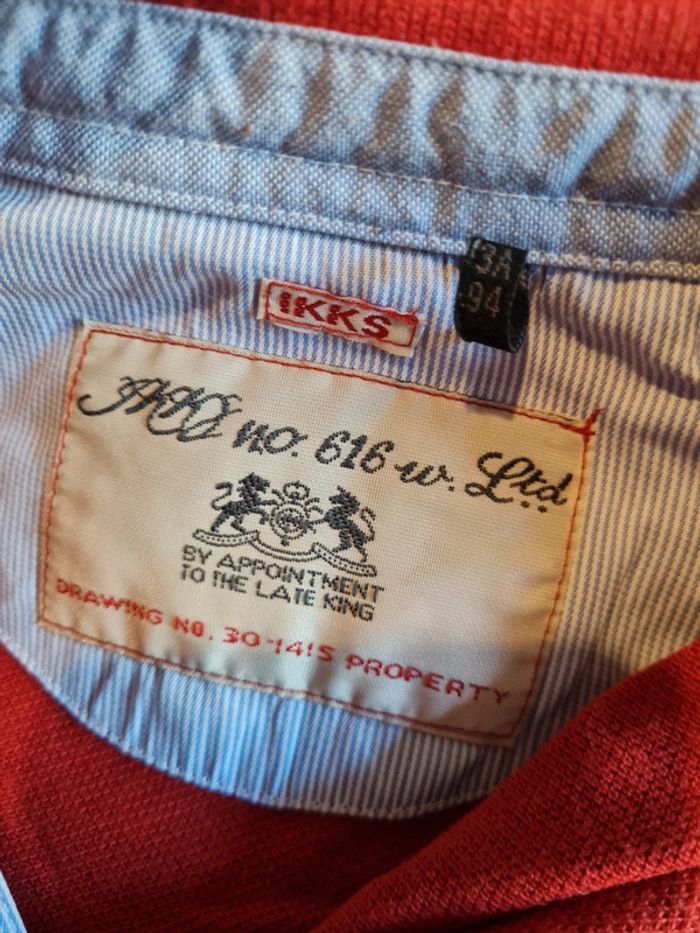 IKKS
3A
94
IKKS no. 616 w. Ltd
BY APPOINTMENT
TO THE LATE KING
DRAWING NO. 30-1415 PROPERTY